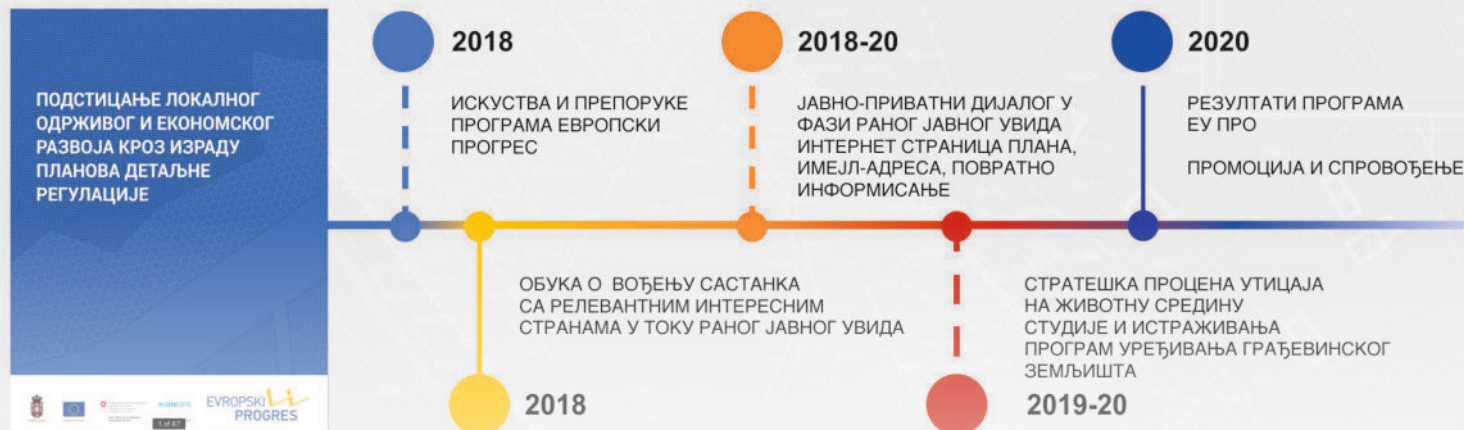 ПОДСТИЦАЊЕ ЛОКАЛНОГ
ОДРЖИВОГ И ЕКОНОМСКОГ
РАЗВОЈА КРОЗ ИЗРАДУ
ПЛАНОВА ДЕТАЉНЕ
РЕГУЛАЦИЈЕ
EVROPSKI
PROGRES
1 of 67
2018
ИСКУСТВА И ПРЕПОРУКЕ
ПРОГРАМА ЕВРОПСКИ
ПРОГРЕС
2018-20
ЈАВНО-ПРИВАТНИ ДИЈАЛОГ У
ФАЗИ РАНОГ ЈАВНОГ УВИДА
ИНТЕРНЕТ СТРАНИЦА ПЛАНА,
ИМЕЈЛ-АДРЕСА, ПОВРАТНО
ИНФОРМИСАЊЕ
2020
РЕЗУЛТАТИ ПРОГРАМА
ЕУ ПРО
ПРОМОЦИЈА И СПРОВОЂЕЊЕ
ОБУКА О ВОЂЕЊУ САСТАНКА
СА РЕЛЕВАНТНИМ ИНТЕРЕСНИМ
СТРАНАМА У ТОКУ РАНОГ ЈАВНОГ УВИДА
2018
СТРАТЕШКА ПРОЦЕНА УТИЦАЈА
НА ЖИВОТНУ СРЕДИНУ
СТУДИЈЕ И ИСТРАЖИВАЊА
ПРОГРАМ УРЕЂИВАЊА ГРАЂЕВИНСКОГ
ЗЕМЉИШТА
2019-20